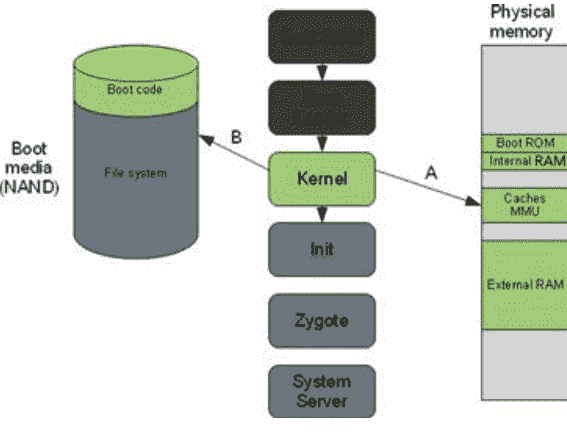 Physical
memory
Boot code
Boot
media
(NAND)
File system
B
Kernel
A
Boot ROM
Internal RAM
Caches
MMU
Init
External RAM
Zygote
System
Server